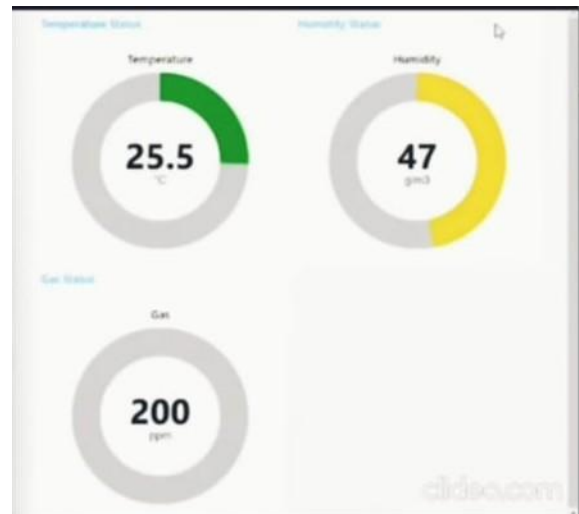 Temperature Status
Humidity Status
Temperature
25.5
°C
Humidity
47
g/m3
Gas Status
Gas
200
ppm
clideo.com